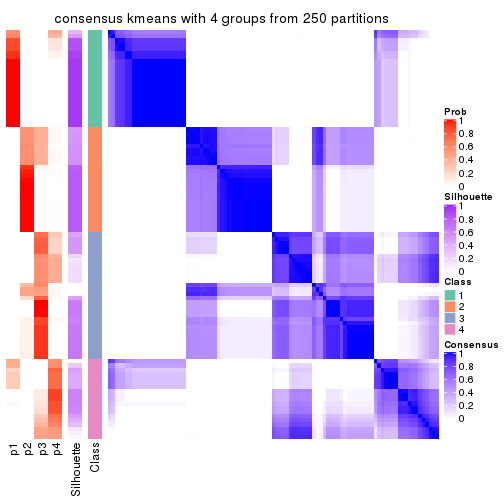 consensus kmeans with 4 groups from 250 partitions
Prob
1
0.8
0.6
0.4
0.2
0
Silhouette
1
0.8
0.6
0.4
0.2
0
Class
1
2
3
4
Consensus
1
0.8
0.6
0.4
0.2
0
p1
p2
p3
p4
Silhouette
Class